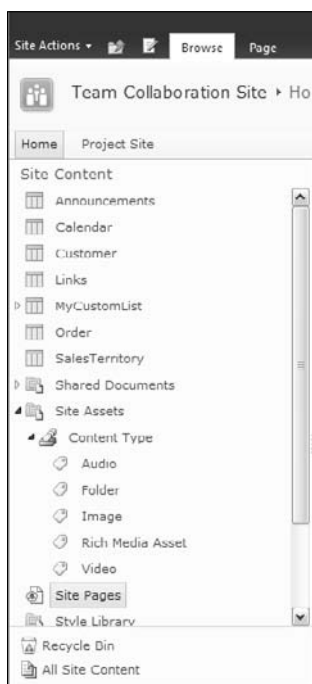 Site Actions Browse Page
Team Collaboration Site Ho
Home Project Site
Site Content
Announcements
Calendar
Customer
Links
MyCustomList
Order
SalesTerritory
Shared Documents
Site Assets
Content Type
Audio
Folder
Image
Rich Media Asset
Video
Site Pages
Style Library
Recycle Bin
All Site Content